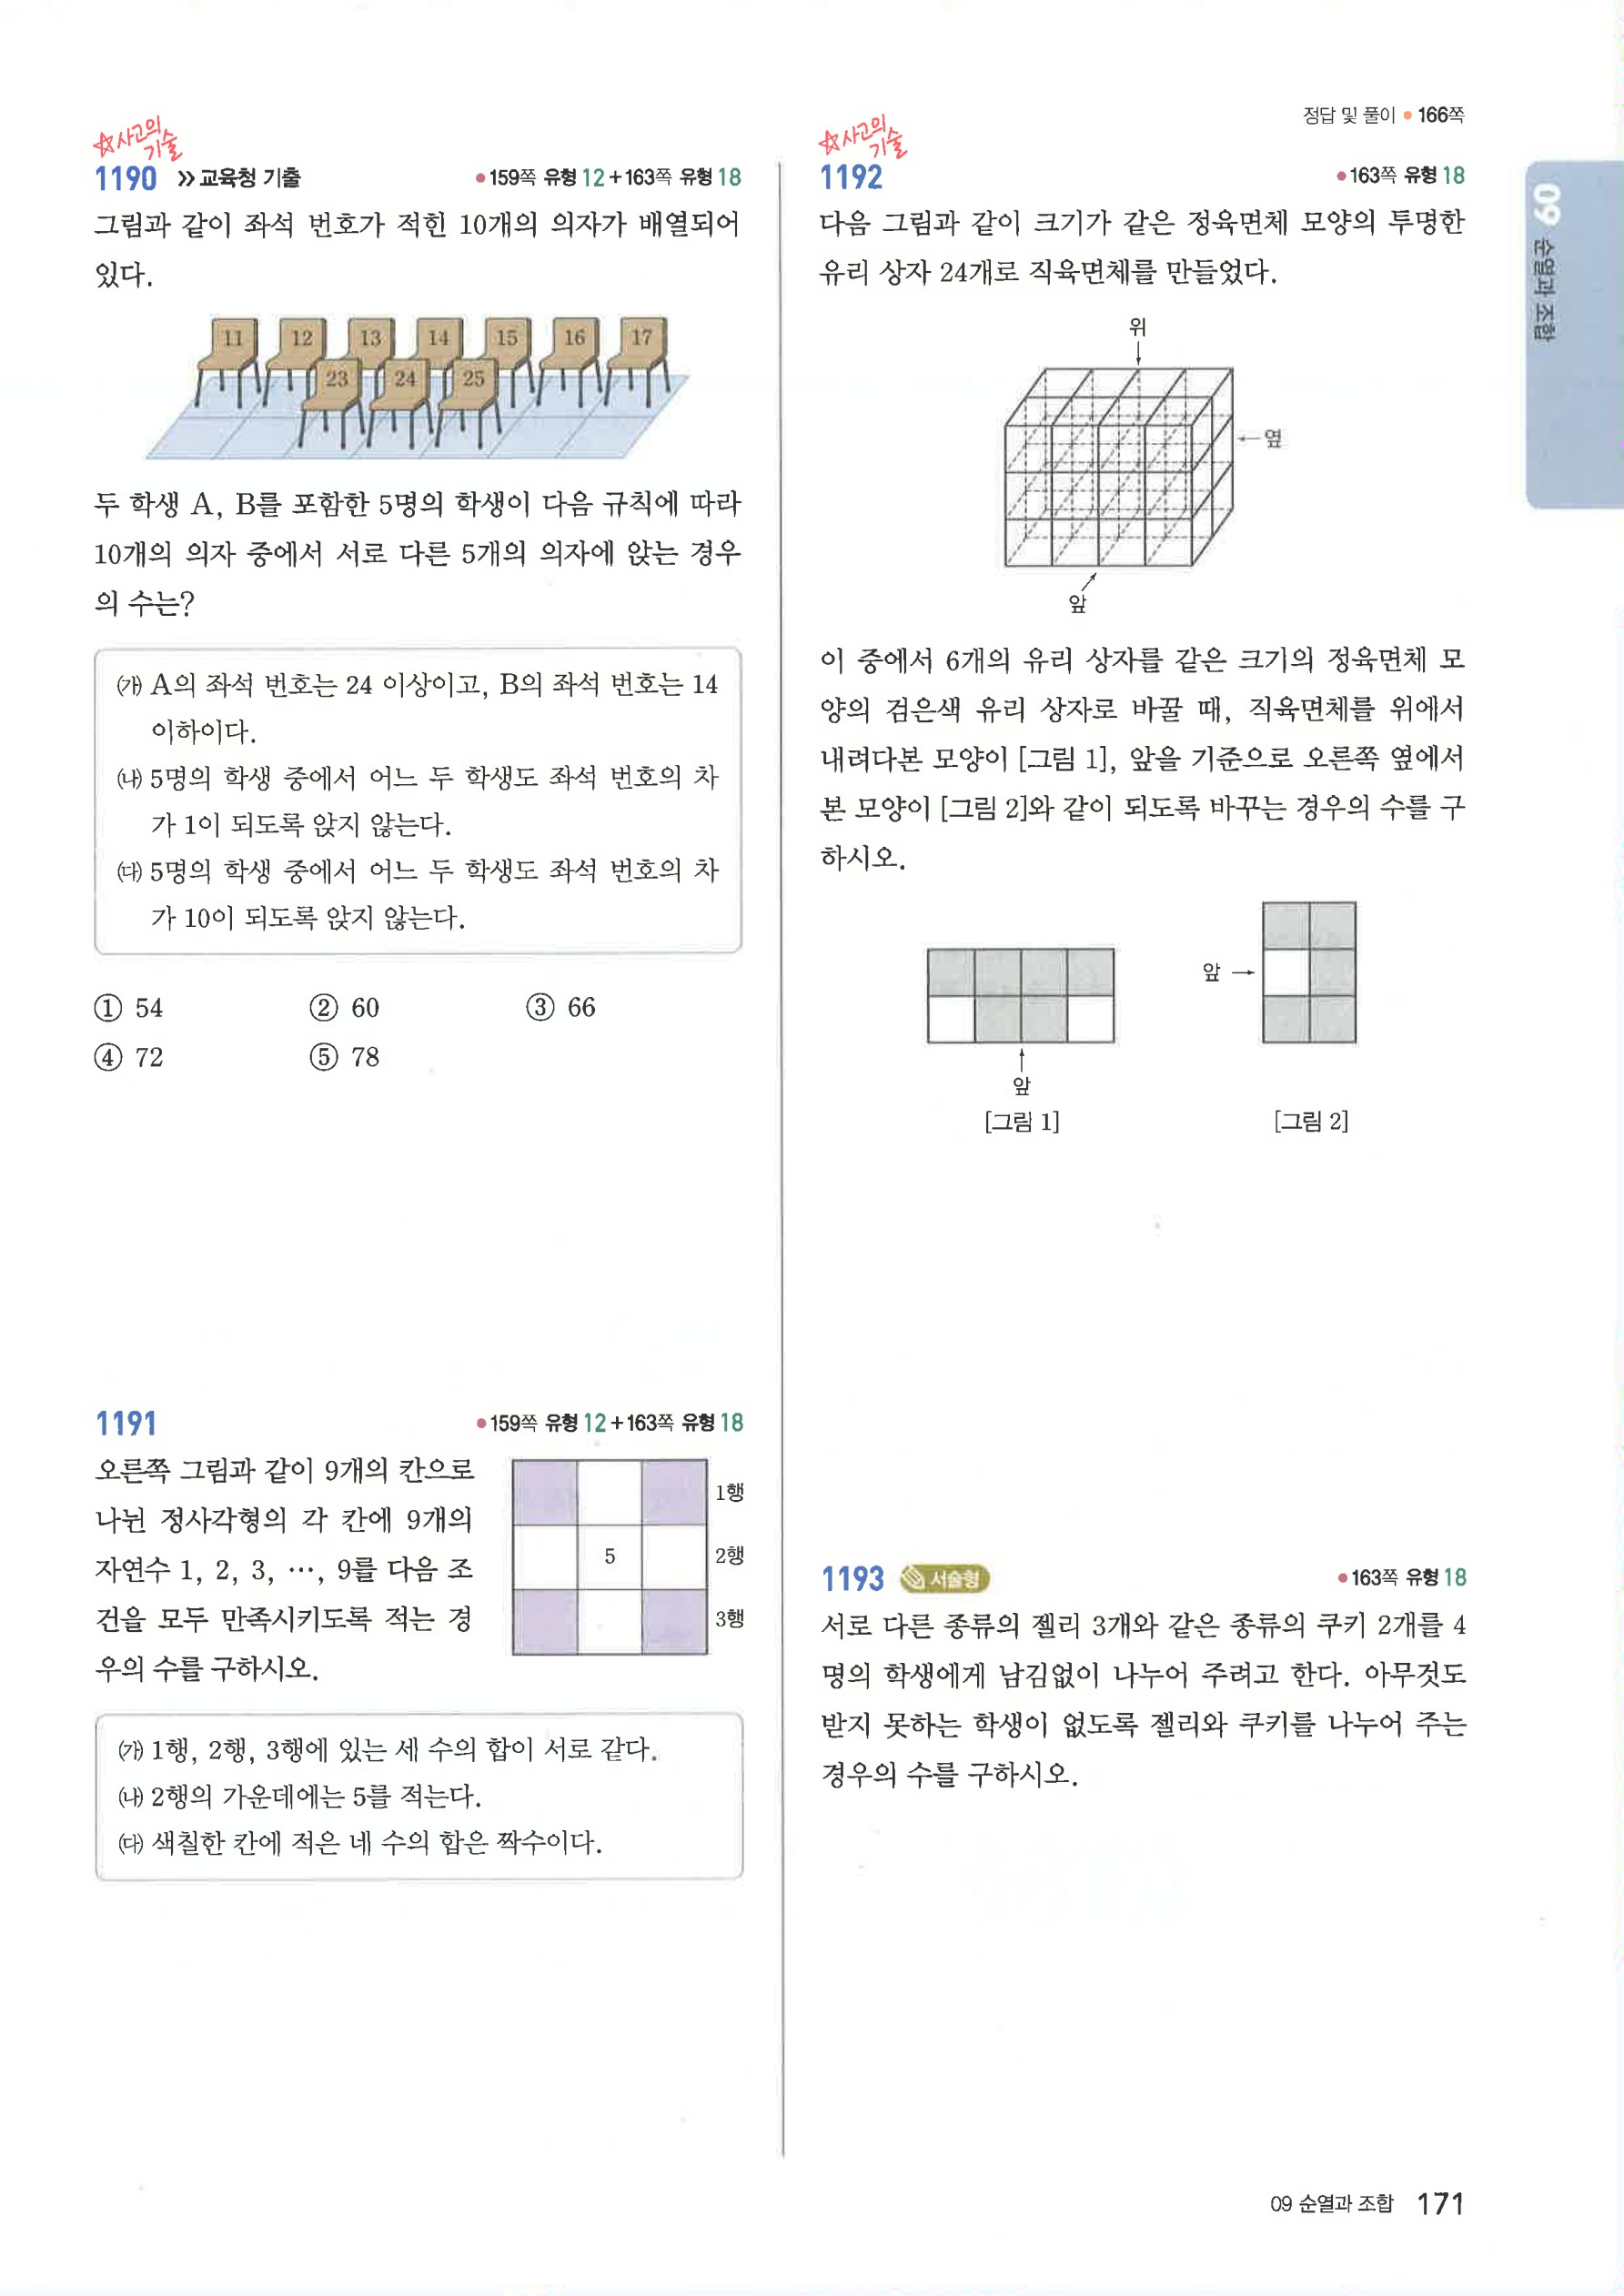 정답 및 풀이 • 166쪽
☆사고의
기술
1190 ≫교육청 기출 •159쪽 유형 12+163쪽 유형 18
그림과 같이 좌석 번호가 적힌 10개의 의자가 배열되어
있다.
11 12 13 14 15 16 17
23 24 25
두 학생 A, B를 포함한 5명의 학생이 다음 규칙에 따라
10개의 의자 중에서 서로 다른 5개의 의자에 앉는 경우
의 수는?
㈎ A의 좌석 번호는 24 이상이고, B의 좌석 번호는 14
이하이다.
㈏ 5명의 학생 중에서 어느 두 학생도 좌석 번호의 차
가 1이 되도록 앉지 않는다.
㈐ 5명의 학생 중에서 어느 두 학생도 좌석 번호의 차
가 10이 되도록 앉지 않는다.
① 54 ② 60 ③ 66
④ 72 ⑤ 78
1191 •159쪽 유형 12+163쪽 유형 18
오른쪽 그림과 같이 9개의 칸으로
나뉜 정사각형의 각 칸에 9개의
자연수 1, 2, 3, ⋯, 9를 다음 조
건을 모두 만족시키도록 적는 경
우의 수를 구하시오.
1행
5 2행
3행
㈎ 1행, 2행, 3행에 있는 세 수의 합이 서로 같다.
㈏ 2행의 가운데에는 5를 적는다.
㈐ 색칠한 칸에 적은 네 수의 합은 짝수이다.
☆사고의
기술
1192 •163쪽 유형 18
다음 그림과 같이 크기가 같은 정육면체 모양의 투명한
유리 상자 24개로 직육면체를 만들었다.
위
옆
앞
이 중에서 6개의 유리 상자를 같은 크기의 정육면체 모
양의 검은색 유리 상자로 바꿀 때, 직육면체를 위에서
내려다본 모양이 [그림 1], 앞을 기준으로 오른쪽 옆에서
본 모양이 [그림 2]와 같이 되도록 바꾸는 경우의 수를 구
하시오.
앞
앞
[그림 1] [그림 2]
1193 서술형 •163쪽 유형 18
서로 다른 종류의 젤리 3개와 같은 종류의 쿠키 2개를 4
명의 학생에게 남김없이 나누어 주려고 한다. 아무것도
받지 못하는 학생이 없도록 젤리와 쿠키를 나누어 주는
경우의 수를 구하시오.
09 순열과 조합
09 순열과 조합 171